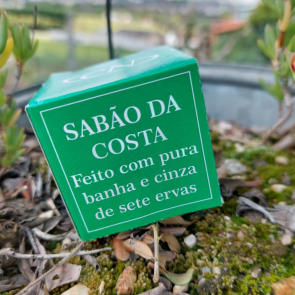 SABÃO DA
COSTA
Feito com pura
banha e cinza
de sete ervas